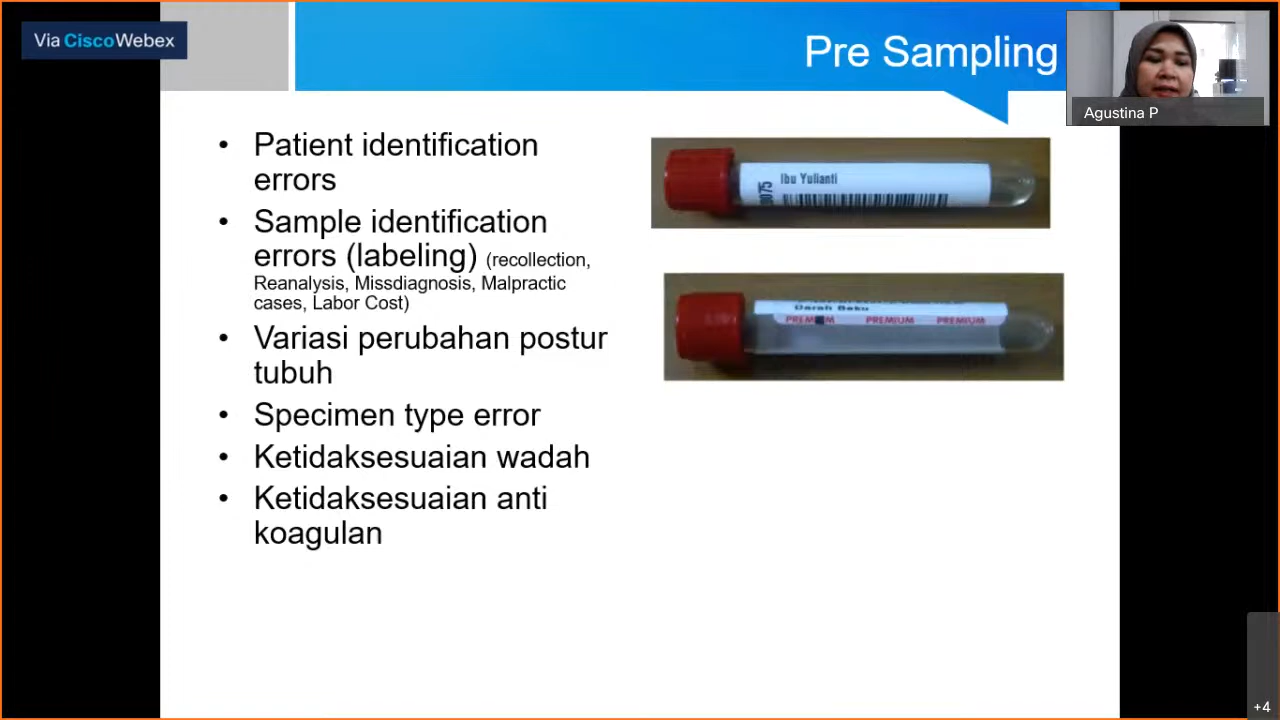 Via CiscoWebex
Pre Sampling
Agustina P
• Patient identification
errors
• Sample identification
errors (labeling) (recollection,
Reanalysis, Missdiagnosis, Malpractic
cases, Labor Cost)
• Variasi perubahan postur
tubuh
• Specimen type error
• Ketidaksesuaian wadah
• Ketidaksesuaian anti
koagulan
Ibu Yulianti
Darah Beku
PREMIUM PREMIUM PREMIUM
+4